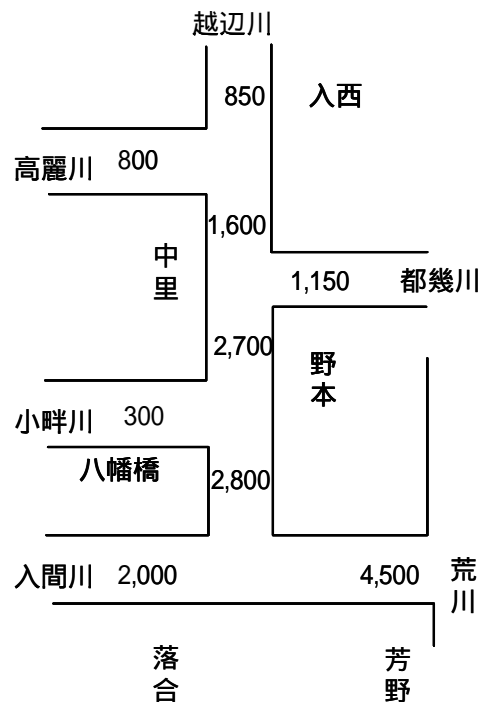 越辺川
850 入西
高麗川 800
1,600
中里
1,150 都幾川
2,700
野本
小畔川 300
八幡橋
2,800
入間川 2,000 4,500 荒川
落合 芳野